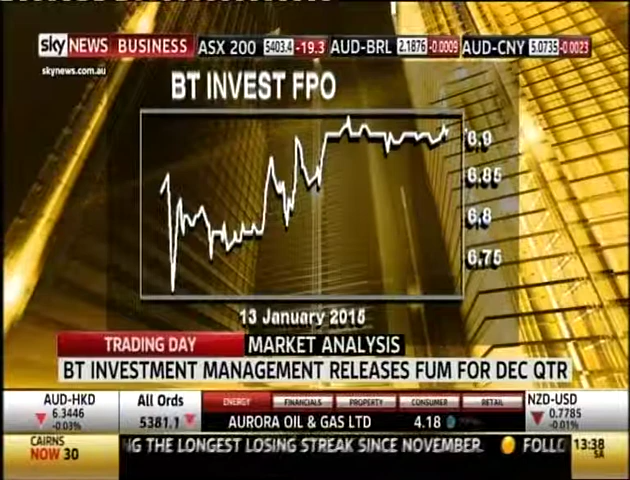 sky NEWS BUSINESS ASX 200 5403.4 -19.3 AUD-BRL 2.1876 -0.0009 AUD-CNY 5.0735 -0.0023
skynews.com.au
BT INVEST FPO
6.9
6.85
6.8
6.75
13 January 2015
TRADING DAY MARKET ANALYSIS
BT INVESTMENT MANAGEMENT RELEASES FUM FOR DEC QTR
AUD-HKD All Ords ENERGY FINANCIALS PROPERTY CONSUMER RETAIL NZD-USD
6.3446 5381.1 AURORA OIL & GAS LTD 4.18 0.7785
-0.03% -0.01%
CAIRNS
NOW 30 NG THE LONGEST LOSING STREAK SINCE NOVEMBER. FOLLO 13:38
SA